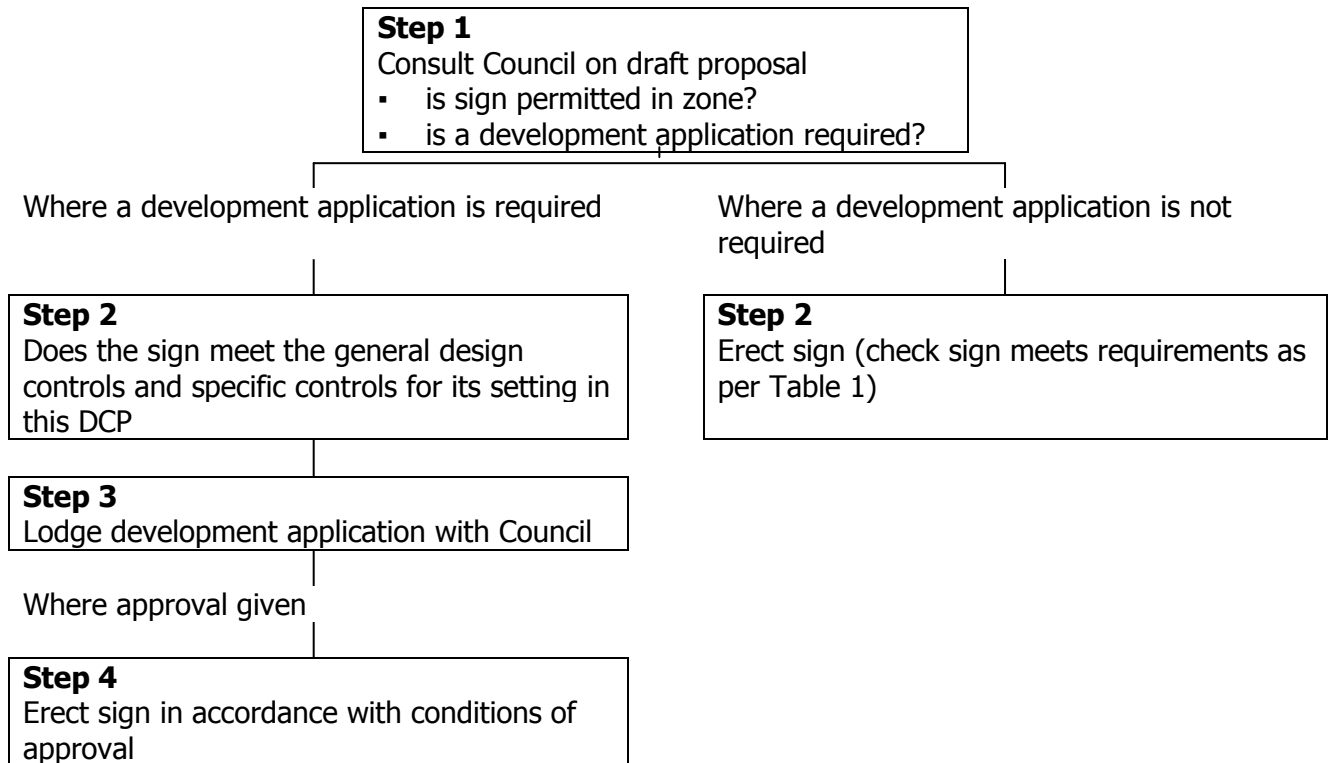 Step 1
Consult Council on draft proposal
▪ is sign permitted in zone?
▪ is a development application required?
Where a development application is required
Where a development application is not
required
Step 2
Does the sign meet the general design
controls and specific controls for its setting in
this DCP
Step 2
Erect sign (check sign meets requirements as
per Table 1)
Step 3
Lodge development application with Council
Where approval given
Step 4
Erect sign in accordance with conditions of
approval